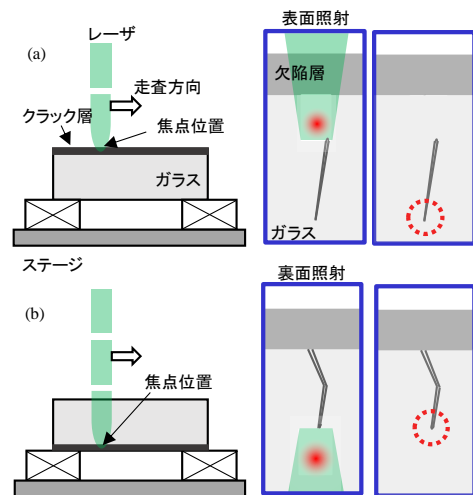 (a)
レーザ
走査方向
クラック層
焦点位置
ガラス
ステージ
表面照射
欠陥層
ガラス
(b)
焦点位置
裏面照射